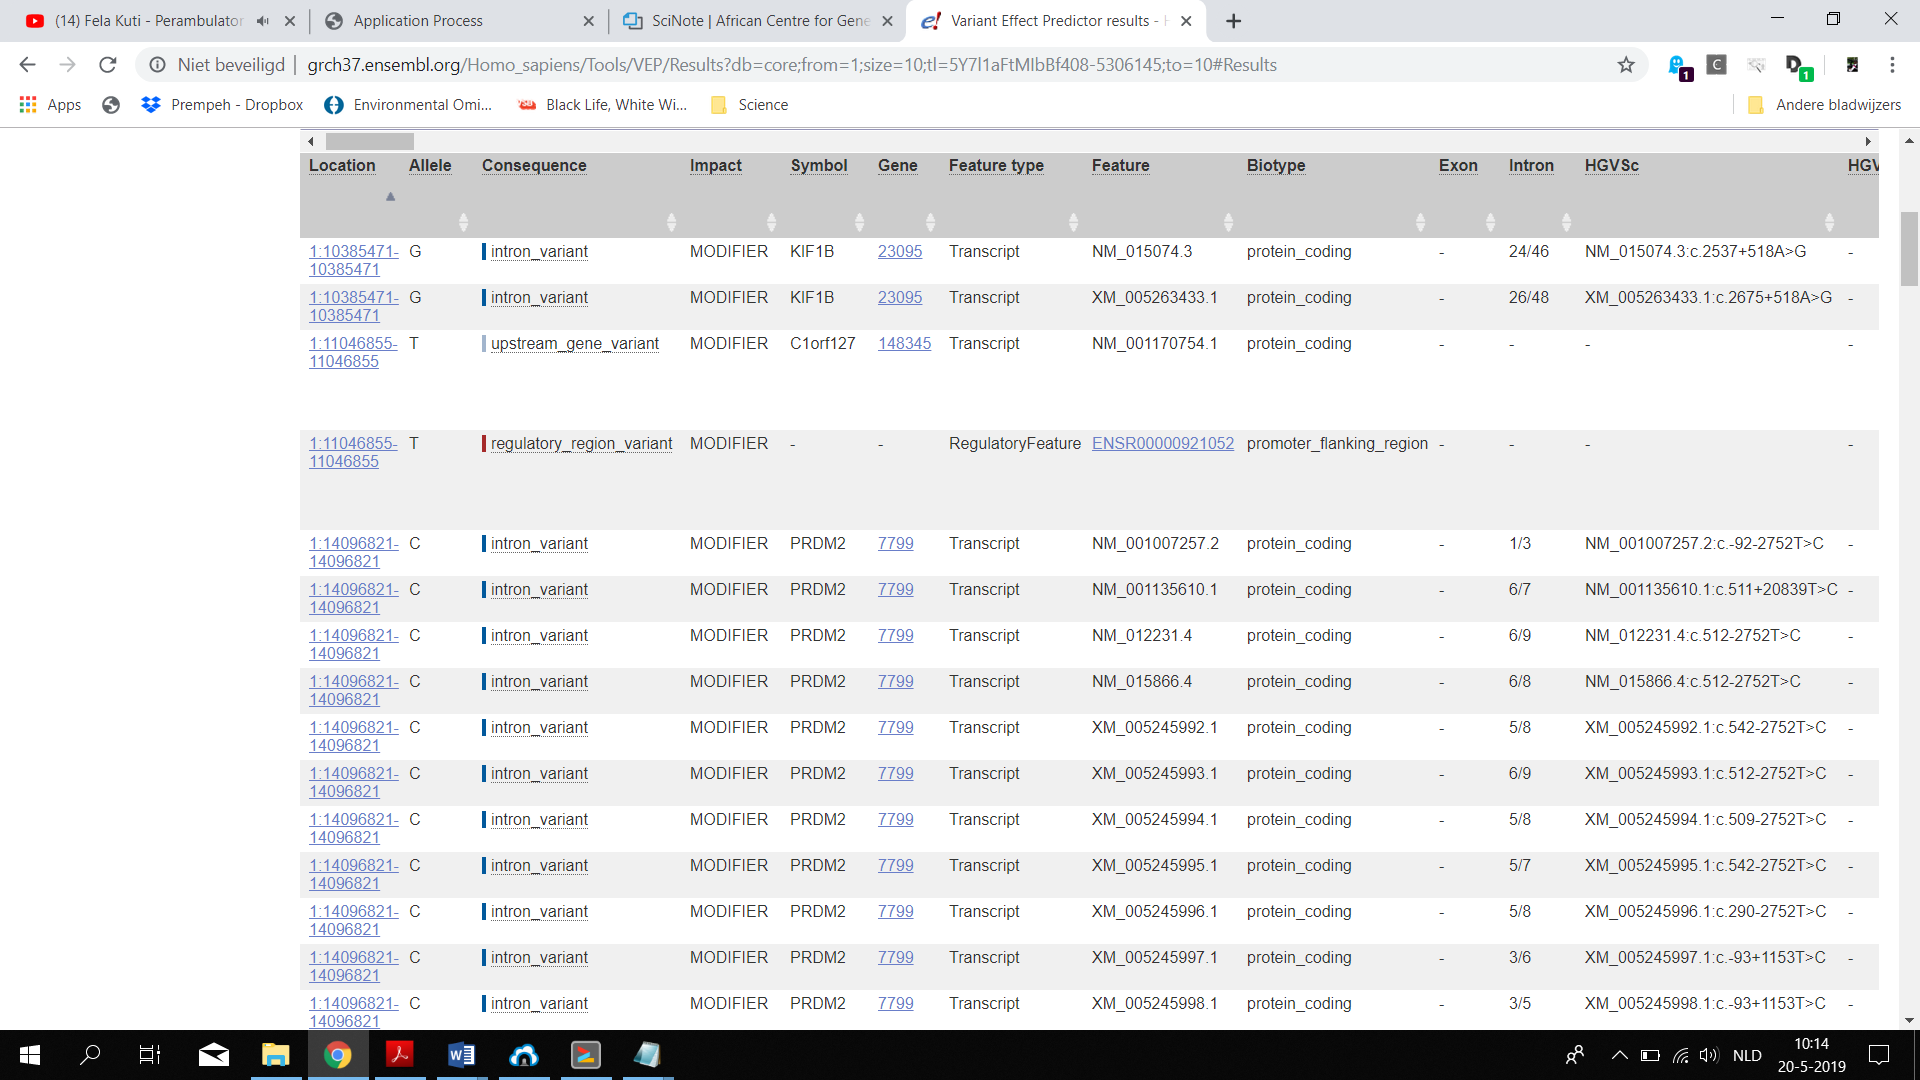 (14) Fela Kuti - Perambulator
Application Process
SciNote | African Centre for Gene
Variant Effect Predictor results - H
Niet beveiligd | grch37.ensembl.org/Homo_sapiens/Tools/VEP/Results?db=core;from=1;size=10;tl=5Y7l1aFtMIbBf408-5306145;to=10#Results
1 C D 1
Apps Prempeh - Dropbox Environmental Omi... Black Life, White Wi... Science Andere bladwijzers
Location Allele Consequence Impact Symbol Gene Feature type Feature Biotype Exon Intron HGVSc HGV
1:10385471- G intron_variant MODIFIER KIF1B 23095 Transcript NM_015074.3 protein_coding - 24/46 NM_015074.3:c.2537+518A>G -
10385471
1:10385471- G intron_variant MODIFIER KIF1B 23095 Transcript XM_005263433.1 protein_coding - 26/48 XM_005263433.1:c.2675+518A>G -
10385471
1:11046855- T upstream_gene_variant MODIFIER C1orf127 148345 Transcript NM_001170754.1 protein_coding - - - -
11046855
1:11046855- T regulatory_region_variant MODIFIER - - RegulatoryFeature ENSR00000921052 promoter_flanking_region - - - -
11046855
1:14096821- C intron_variant MODIFIER PRDM2 7799 Transcript NM_001007257.2 protein_coding - 1/3 NM_001007257.2:c.-92-2752T>C -
14096821
1:14096821- C intron_variant MODIFIER PRDM2 7799 Transcript NM_001135610.1 protein_coding - 6/7 NM_001135610.1:c.511+20839T>C -
14096821
1:14096821- C intron_variant MODIFIER PRDM2 7799 Transcript NM_012231.4 protein_coding - 6/9 NM_012231.4:c.512-2752T>C -
14096821
1:14096821- C intron_variant MODIFIER PRDM2 7799 Transcript NM_015866.4 protein_coding - 6/8 NM_015866.4:c.512-2752T>C -
14096821
1:14096821- C intron_variant MODIFIER PRDM2 7799 Transcript XM_005245992.1 protein_coding - 5/8 XM_005245992.1:c.542-2752T>C -
14096821
1:14096821- C intron_variant MODIFIER PRDM2 7799 Transcript XM_005245993.1 protein_coding - 6/9 XM_005245993.1:c.512-2752T>C -
14096821
1:14096821- C intron_variant MODIFIER PRDM2 7799 Transcript XM_005245994.1 protein_coding - 5/8 XM_005245994.1:c.509-2752T>C -
14096821
1:14096821- C intron_variant MODIFIER PRDM2 7799 Transcript XM_005245995.1 protein_coding - 5/7 XM_005245995.1:c.542-2752T>C -
14096821
1:14096821- C intron_variant MODIFIER PRDM2 7799 Transcript XM_005245996.1 protein_coding - 5/8 XM_005245996.1:c.290-2752T>C -
14096821
1:14096821- C intron_variant MODIFIER PRDM2 7799 Transcript XM_005245997.1 protein_coding - 3/6 XM_005245997.1:c.-93+1153T>C -
14096821
1:14096821- C intron_variant MODIFIER PRDM2 7799 Transcript XM_005245998.1 protein_coding - 3/5 XM_005245998.1:c.-93+1153T>C -
14096821
NLD
10:14
20-5-2019